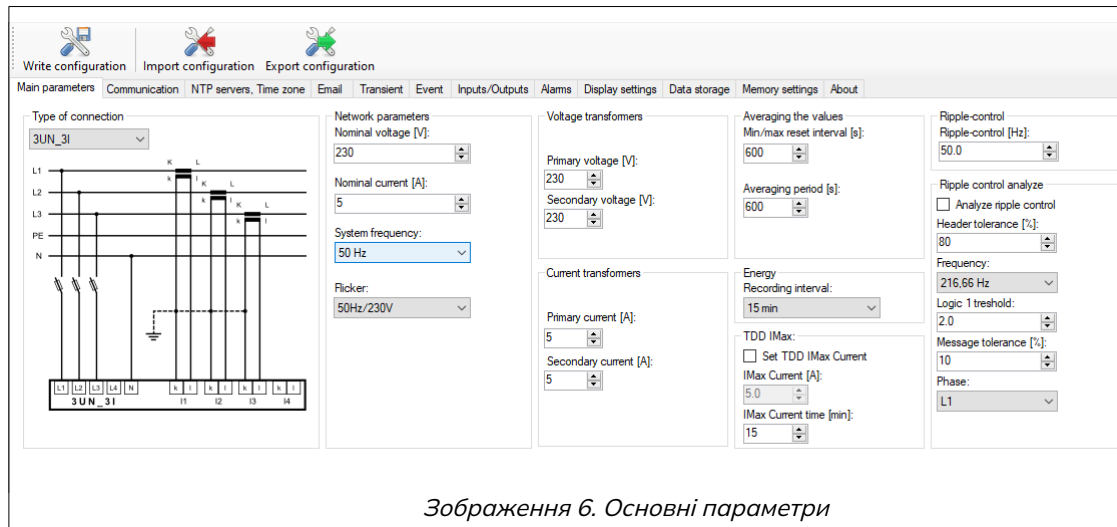 Write configuration Import configuration Export configuration
Main parameters Communication NTP servers, Time zone Email Transient Event Inputs/Outputs Alarms Display settings Data storage Memory settings About
Type of connection
3UN_3I
K L
L1
k l
K L
L2
k l
K L
L3
k l
PE
N
L1 L2 L3 L4 N k l k l k l k l
3UN_3I I1 I2 I3 I4
Network parameters
Nominal voltage [V]:
230
Nominal current [A]:
5
System frequency:
50 Hz
Flicker:
50Hz/230V
Voltage transformers
Primary voltage [V]:
230
Secondary voltage [V]:
230
Current transformers
Primary current [A]:
5
Secondary current [A]:
5
Averaging the values
Min/max reset interval [s]:
600
Averaging period [s]:
600
Energy
Recording interval:
15 min
TDD IMax:
Set TDD IMax Current
IMax Current [A]:
5.0
IMax Current time [min]:
15
Ripple-control
Ripple-control [Hz]:
50.0
Ripple control analyze
Analyze ripple control
Header tolerance [%]:
80
Frequency:
216,66 Hz
Logic 1 treshold:
2.0
Message tolerance [%]:
10
Phase:
L1
Зображення 6. Основні параметри